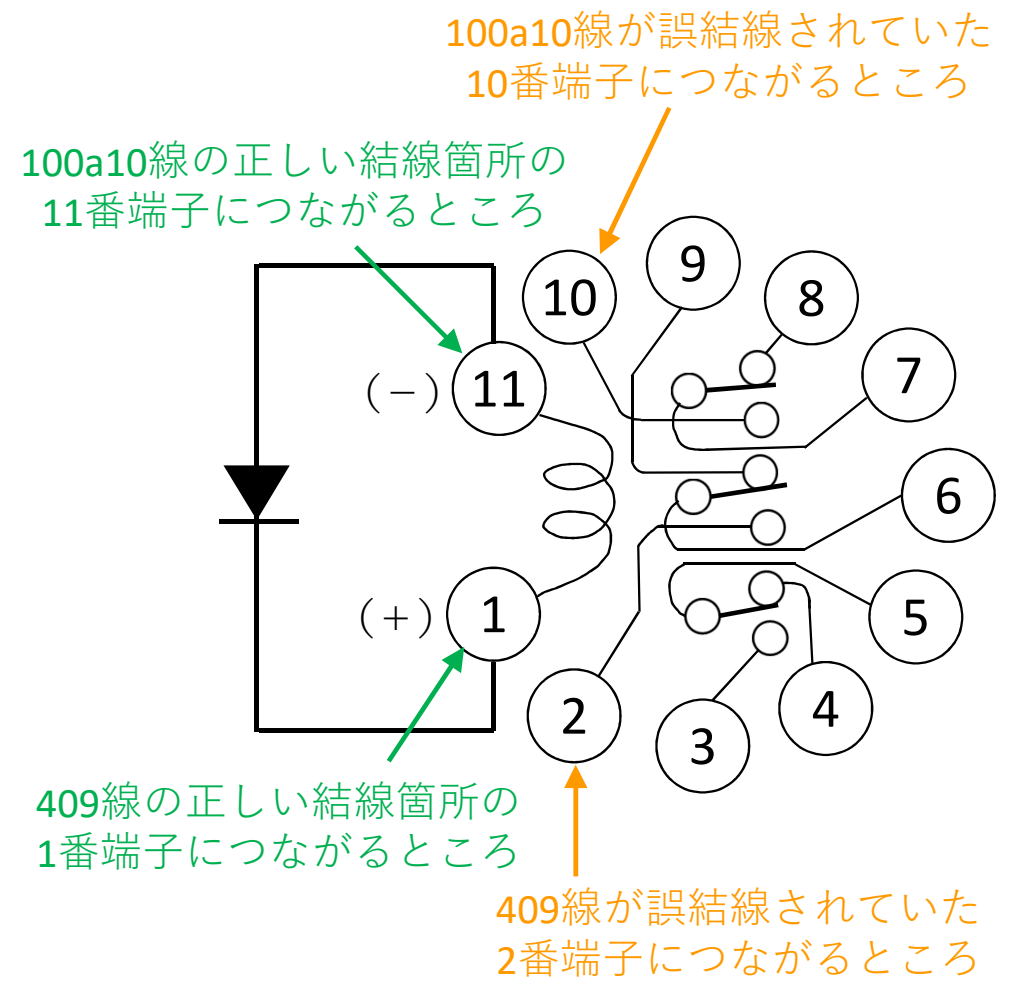 100a10線が誤結線されていた
10番端子につながるところ
100a10線の正しい結線箇所の
11番端子につながるところ
9
10
8
7
(−)
11
6
5
(+)
1
4
2
3
409線の正しい結線箇所の
1番端子につながるところ
409線が誤結線されていた
2番端子につながるところ